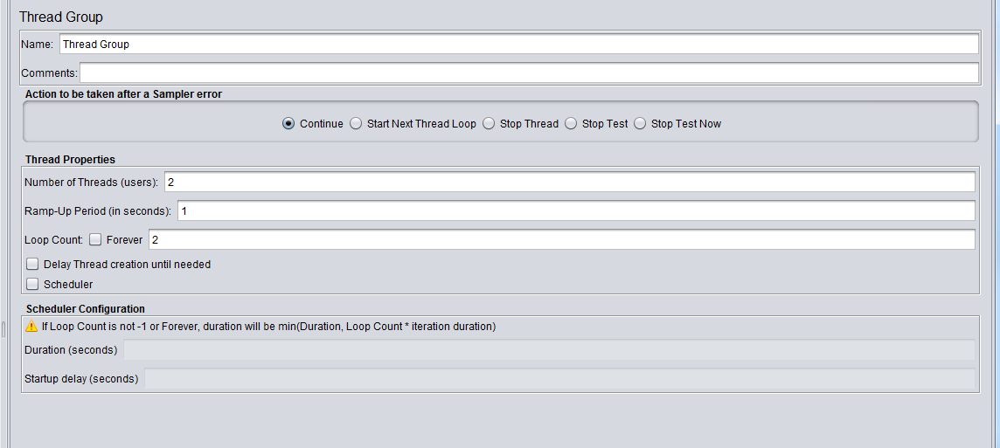 Thread Group
Name: Thread Group
Comments:
Action to be taken after a Sampler error
Continue Start Next Thread Loop Stop Thread Stop Test Stop Test Now
Thread Properties
Number of Threads (users): 2
Ramp-Up Period (in seconds): 1
Loop Count: Forever 2
Delay Thread creation until needed
Scheduler
Scheduler Configuration
If Loop Count is not -1 or Forever, duration will be min(Duration, Loop Count * iteration duration)
Duration (seconds)
Startup delay (seconds)